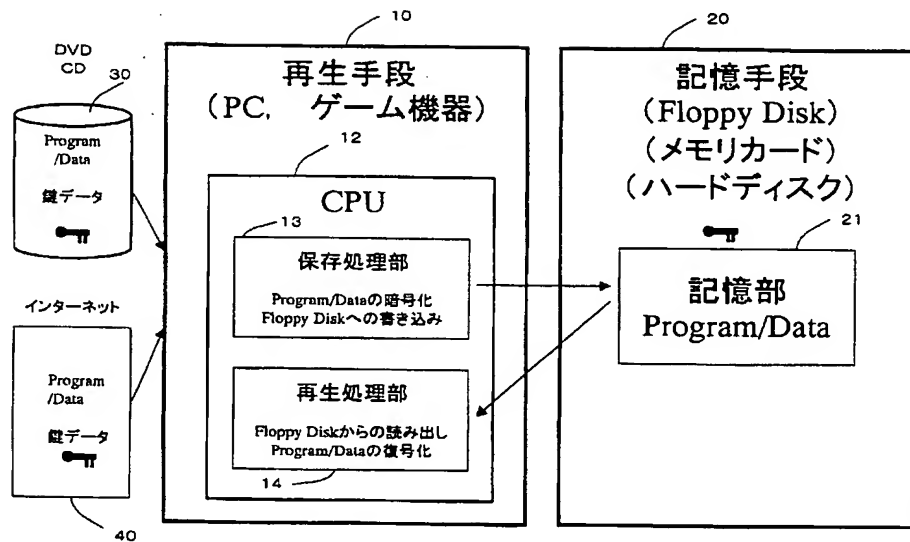 DVD
CD
30
Program
/Data
鍵データ
インターネット
Program
/Data
鍵データ
40
10
再生手段
(PC, ゲーム機器)
12
CPU
13
保存処理部
Program/Dataの暗号化
Floppy Diskへの書き込み
再生処理部
Floppy Diskからの読み出し
Program/Dataの復号化
14
20
記憶手段
(Floppy Disk)
(メモリカード)
(ハードディスク)
21
記憶部
Program/Data